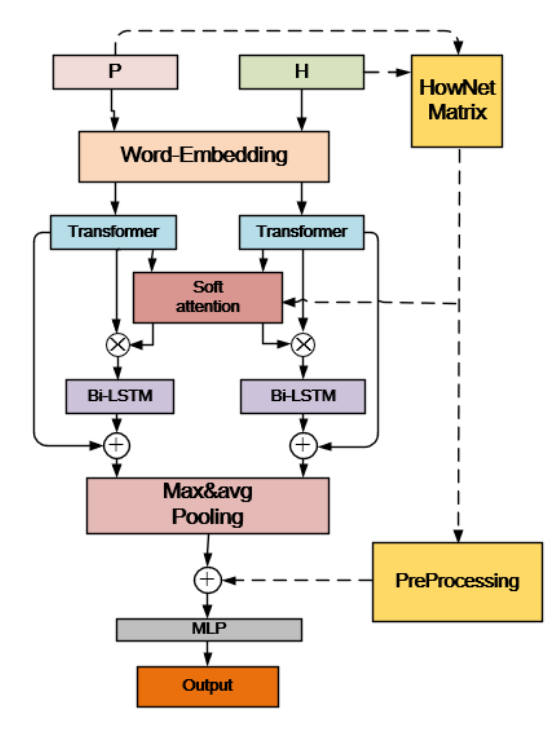 P
H
HowNet
Matrix
Word-Embedding
Transformer
Transformer
Soft
attention
Bi-LSTM
Bi-LSTM
Max&avg
Pooling
PreProcessing
MLP
Output